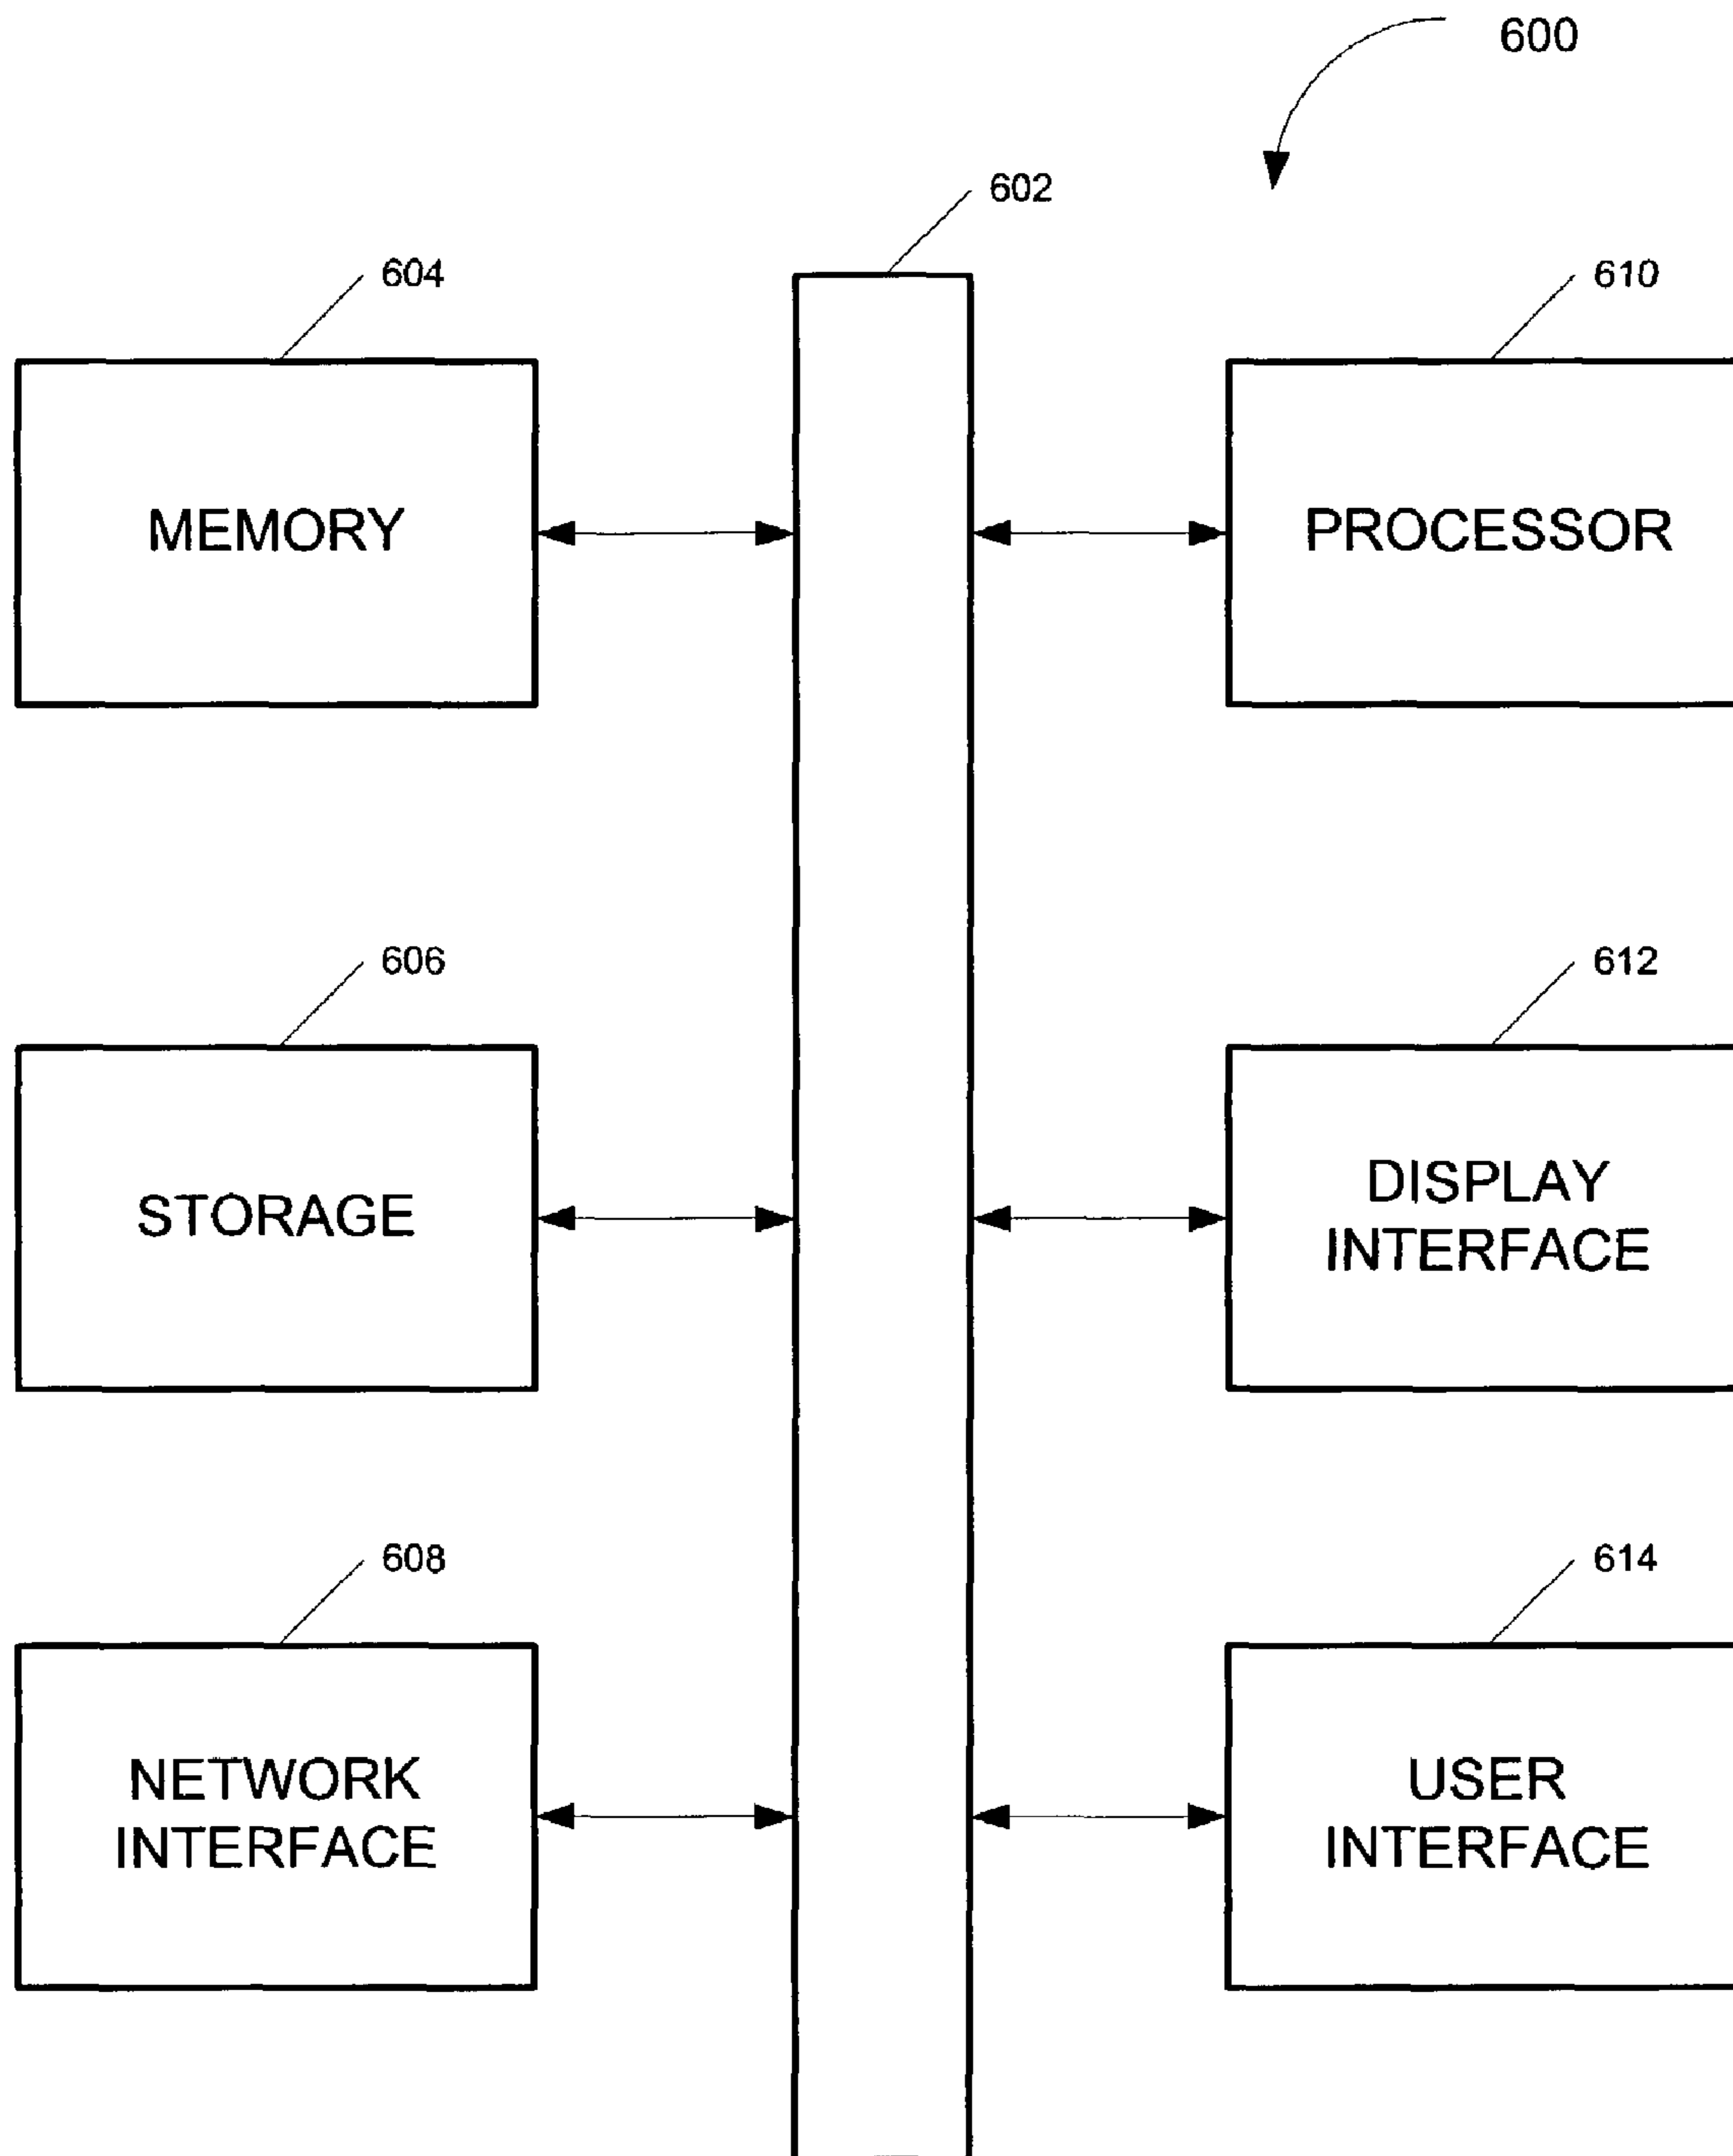 600
602
604
610
MEMORY
PROCESSOR
606
612
STORAGE
DISPLAY
INTERFACE
608
614
NETWORK
INTERFACE
USER
INTERFACE